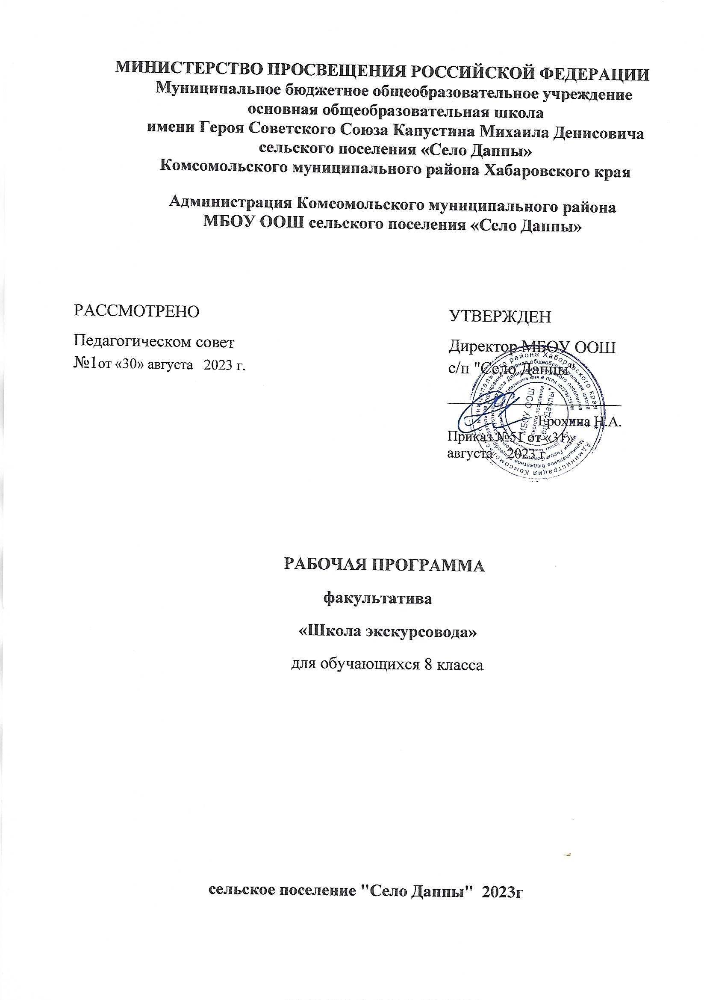 МИНИСТЕРСТВО ПРОСВЕЩЕНИЯ РОССИЙСКОЙ ФЕДЕРАЦИИ
Муниципальное бюджетное общеобразовательное учреждение
основная общеобразовательная школа
имени Героя Советского Союза Капустина Михаила Денисовича
сельского поселения «Село Даппы»
Комсомольского муниципального района Хабаровского края
Администрация Комсомольского муниципального района
МБОУ ООШ сельского поселения «Село Даппы»
РАССМОТРЕНО
Педагогическом совет
№1от «30» августа 2023 г.
УТВЕРЖДЕН
Директор МБОУ ООШ
с/п "Село Даппы"
Ерохина Н.А.
Приказ №51 от «31»
августа 2023 г.
Администрация Комсомольского муниципального района Хабаровского края
МБОУ ООШ
сельского поселения
"Село Даппы"
РАБОЧАЯ ПРОГРАММА
факультатива
«Школа экскурсовода»
для обучающихся 8 класса
сельское поселение "Село Даппы" 2023г